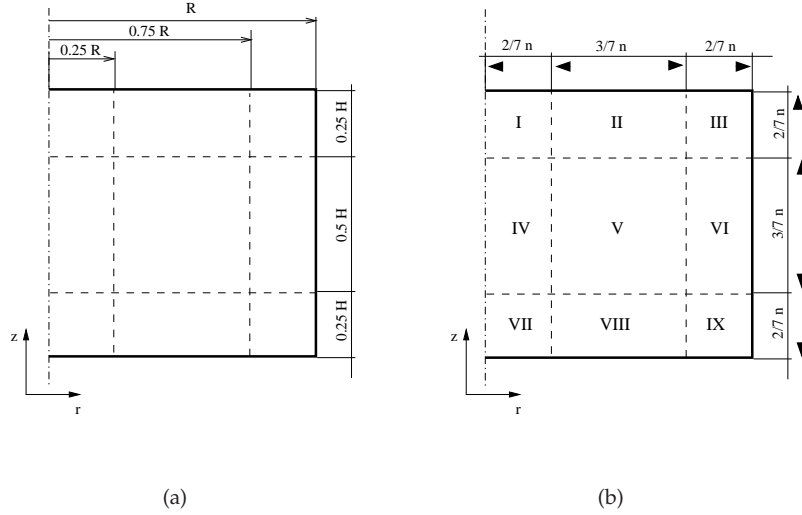 R
0.75 R
0.25 R
0.25 H
0.5 H
0.25 H
z
r
(a)
2/7 n
3/7 n
2/7 n
I
II
III
IV
V
VI
VII
VIII
IX
2/7 n
3/7 n
2/7 n
z
r
(b)